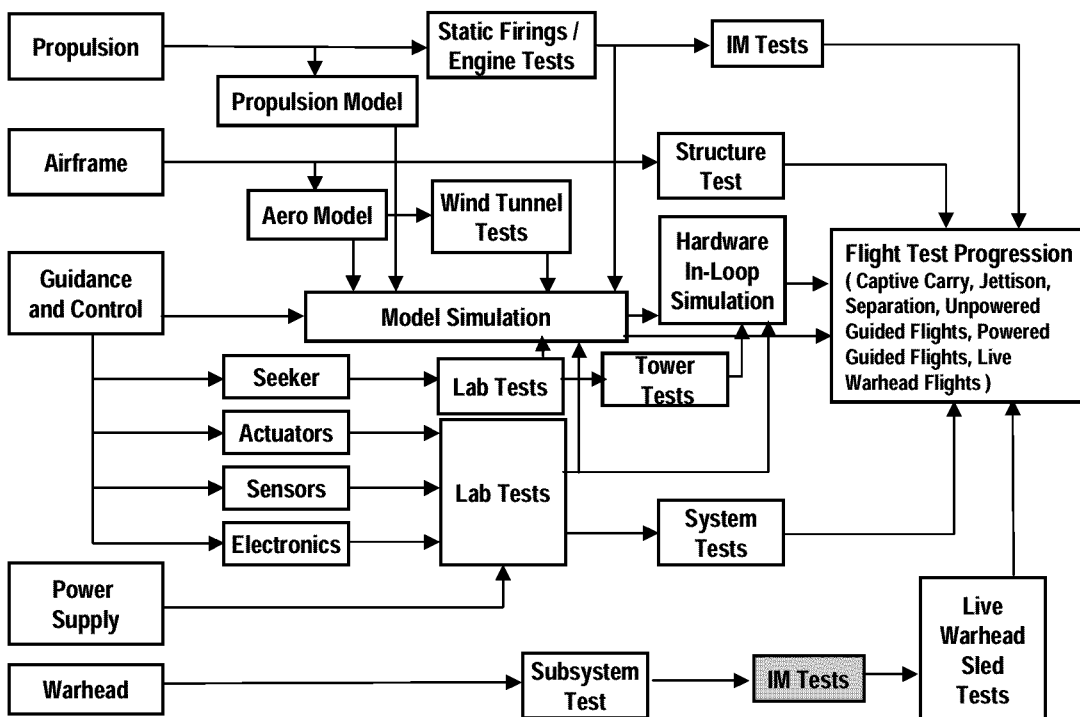 Propulsion
Static Firings /
Engine Tests
IM Tests
Propulsion Model
Airframe
Structure
Test
Aero Model
Wind Tunnel
Tests
Guidance
and Control
Hardware
In-Loop
Simulation
Flight Test Progression
( Captive Carry, Jettison,
Separation, Unpowered
Guided Flights, Powered
Guided Flights, Live
Warhead Flights )
Model Simulation
Seeker
Lab Tests
Tower
Tests
Actuators
Sensors
Lab Tests
Electronics
System
Tests
Power
Supply
Live
Warhead
Sled
Tests
Warhead
Subsystem
Test
IM Tests